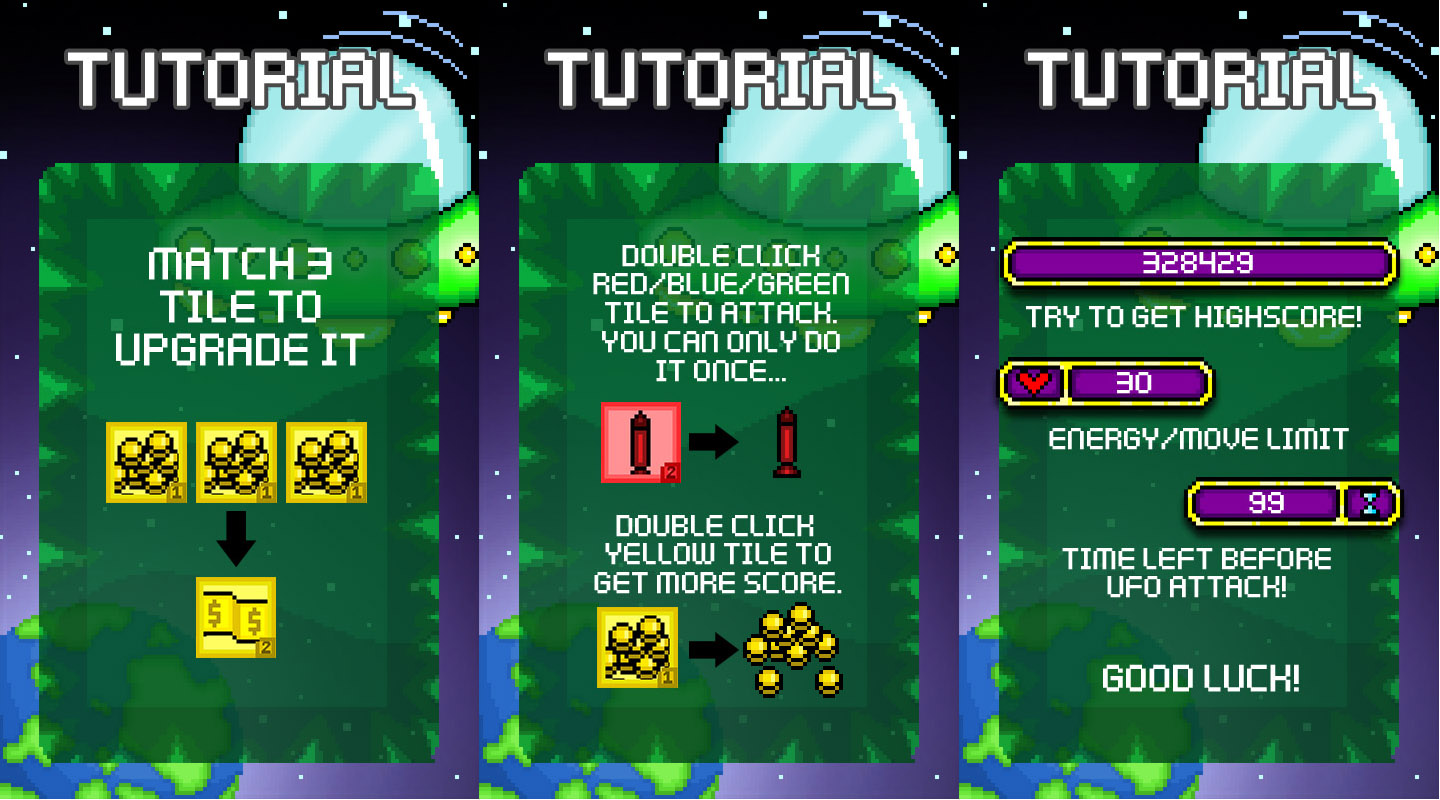 TUTORIAL
MATCH 3
TILE TO
UPGRADE IT
1
1
1
$ $
2
TUTORIAL
DOUBLE CLICK
RED/BLUE/GREEN
TILE TO ATTACK.
YOU CAN ONLY DO
IT ONCE...
2
DOUBLE CLICK
YELLOW TILE TO
GET MORE SCORE.
1
TUTORIAL
328429
TRY TO GET HIGHSCORE!
30
ENERGY/MOVE LIMIT
99
TIME LEFT BEFORE
UFO ATTACK!
GOOD LUCK!